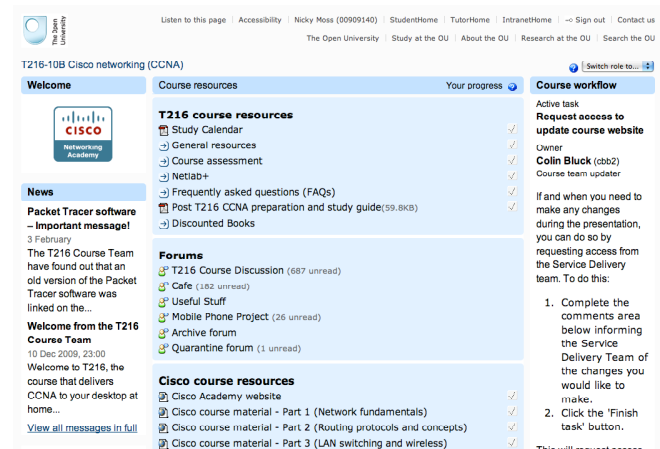 The Open
University
Listen to this page | Accessibility | Nicky Moss (00909140) | StudentHome | TutorHome | IntranetHome | Sign out | Contact us
The Open University | Study at the OU | About the OU | Research at the OU | Search the OU
T216-10B Cisco networking (CCNA)
Switch role to...
Welcome
CISCO
Networking
Academy
News
Packet Tracer software
– Important message!
3 February
The T216 Course Team
have found out that an
old version of the Packet
Tracer software was
linked on the...
Welcome from the T216
Course Team
10 Dec 2009, 23:00
Welcome to T216, the
course that delivers
CCNA to your desktop at
home...
View all messages in full
Course resources
Your progress
T216 course resources
Study Calendar
General resources
Course assessment
Netlab+
Frequently asked questions (FAQs)
Post T216 CCNA preparation and study guide(59.8KB)
Discounted Books
Forums
T216 Course Discussion (687 unread)
Cafe (182 unread)
Useful Stuff
Mobile Phone Project (26 unread)
Archive forum
Quarantine forum (1 unread)
Cisco course resources
Cisco Academy website
Cisco course material - Part 1 (Network fundamentals)
Cisco course material - Part 2 (Routing protocols and concepts)
Cisco course material - Part 3 (LAN switching and wireless)
Course workflow
Active task
Request access to
update course website
Owner
Colin Bluck (cbb2)
Course team updater
If and when you need to
make any changes
during the presentation,
you can do so by
requesting access from
the Service Delivery
team. To do this:
1. Complete the
comments area
below informing
the Service
Delivery Team of
the changes you
would like to
make.
2. Click the 'Finish
task' button.
This will request access